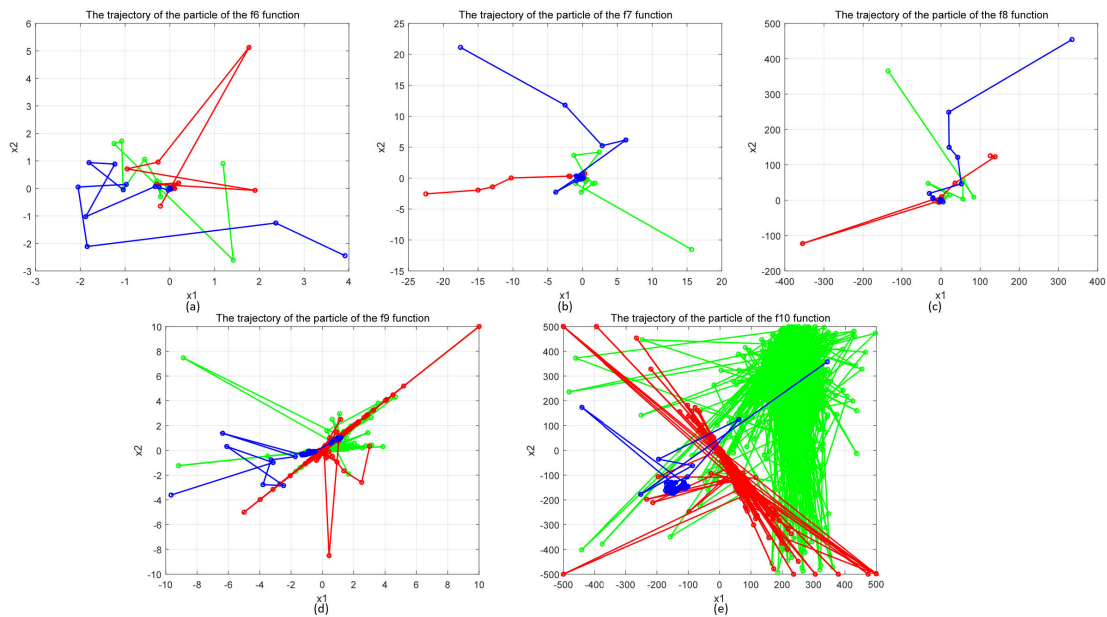 The trajectory of the particle of the f6 function
6
5
4
3
2
1
0
-1
-2
-3
x2
-3 -2 -1 0 1 2 3 4
x1
(a)
The trajectory of the particle of the f7 function
25
20
15
10
5
0
-5
-10
-15
x2
-25 -20 -15 -10 -5 0 5 10 15 20
x1
(b)
The trajectory of the particle of the f8 function
500
400
300
200
100
0
-100
-200
x2
-400 -300 -200 -100 0 100 200 300 400
x1
(c)
The trajectory of the particle of the f9 function
10
8
6
4
2
0
-2
-4
-6
-8
-10
x2
-10 -8 -6 -4 -2 0 2 4 6 8 10
x1
(d)
The trajectory of the particle of the f10 function
500
400
300
200
100
0
-100
-200
-300
-400
-500
x2
-500 -400 -300 -200 -100 0 100 200 300 400 500
x1
(e)